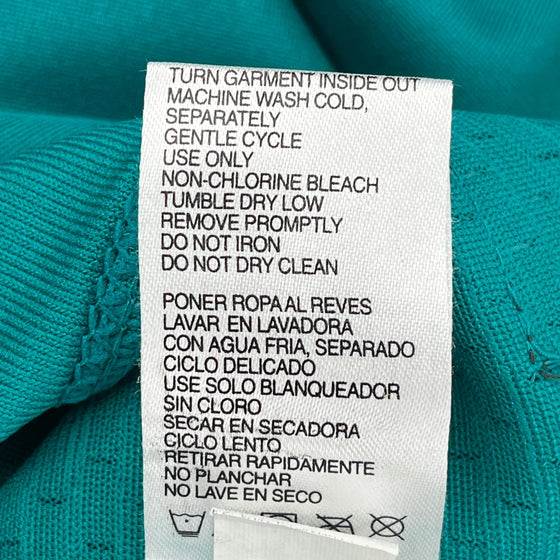 TURN GARMENT INSIDE OUT
MACHINE WASH COLD,
SEPARATELY
GENTLE CYCLE
USE ONLY
NON-CHLORINE BLEACH
TUMBLE DRY LOW
REMOVE PROMPTLY
DO NOT IRON
DO NOT DRY CLEAN
PONER ROPA AL REVES
LAVAR EN LAVADORA
CON AGUA FRIA, SEPARADO
CICLO DELICADO
USE SOLO BLANQUEADOR
SIN CLORO
SECAR EN SECADORA
CICLO LENTO
RETIRAR RAPIDAMENTE
NO PLANCHAR
NO LAVE EN SECO